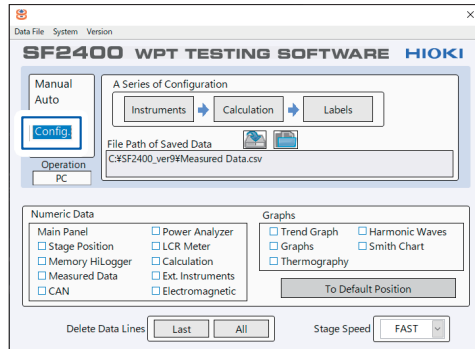 Data File System Version
SF2400 WPT TESTING SOFTWARE HIOKI
Manual
Auto
Config.
Operation
PC
A Series of Configuration
Instruments Calculation Labels
File Path of Saved Data
C:¥SF2400_ver9¥Measured Data.csv
Numeric Data
Main Panel
Stage Position
Memory HiLogger
Measured Data
CAN
Power Analyzer
LCR Meter
Calculation
Ext. Instruments
Electromagnetic
Graphs
Trend Graph
Graphs
Thermography
Harmonic Waves
Smith Chart
To Default Position
Delete Data Lines Last All Stage Speed FAST